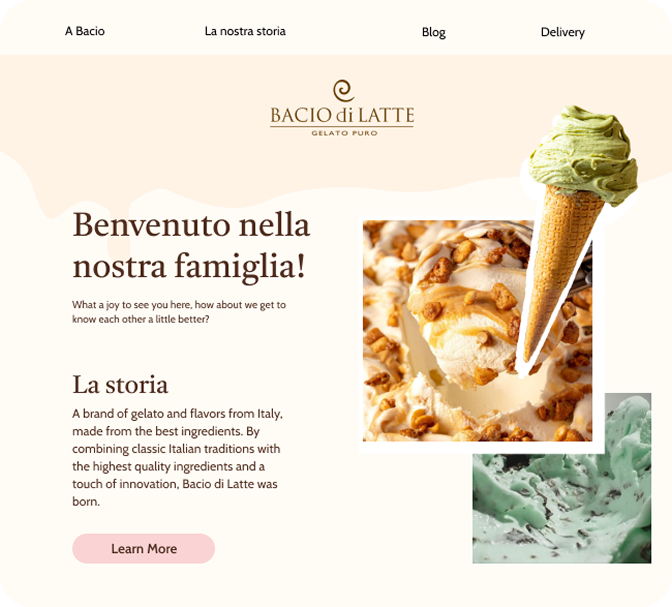 A Bacio
La nostra storia
Blog
Delivery
BACIO di LATTE
GELATO PURO
Benvenuto nella
nostra famiglia!
What a joy to see you here, how about we get to
know each other a little better?
La storia
A brand of gelato and flavors from Italy,
made from the best ingredients. By
combining classic Italian traditions with
the highest quality ingredients and a
touch of innovation, Bacio di Latte was
born.
Learn More